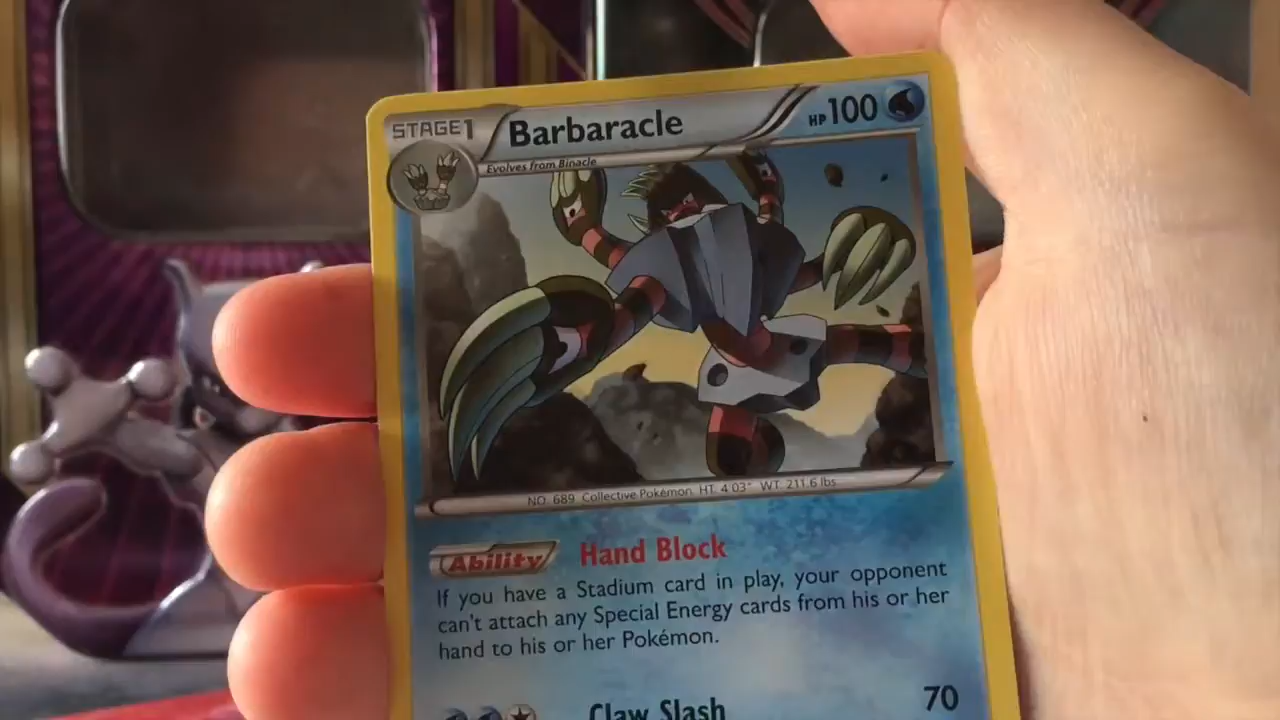 STAGE1 Barbaracle HP100
Evolves from Binacle
NO. 689 Collective Pokémon. HT. 4'03" WT. 211.6 lbs
Ability Hand Block
If you have a Stadium card in play, your opponent
can't attach any Special Energy cards from his or her
hand to his or her Pokémon.
Claw Slash 70